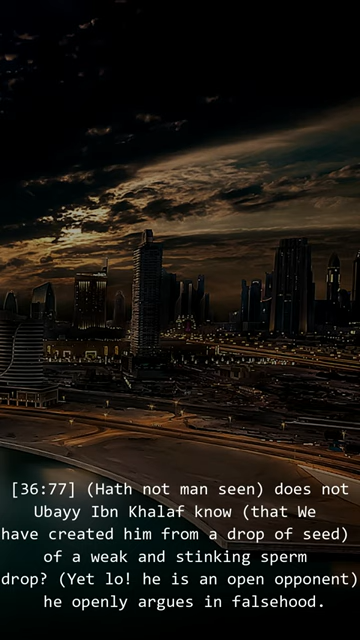 [36:77] (Hath not man seen) does not
Ubayy Ibn Khalaf know (that We
have created him from a drop of seed)
of a weak and stinking sperm
drop? (Yet lo! he is an open opponent)
he openly argues in falsehood.